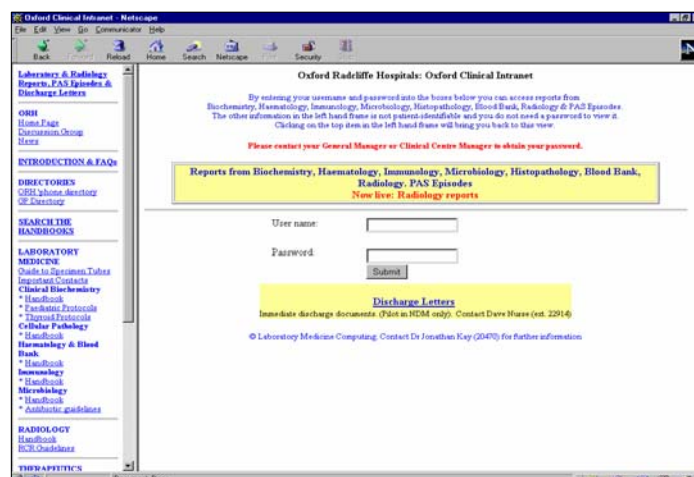 Oxford Clinical Intranet - Netscape
File Edit View Go Communicator Help
Back Forward Reload Home Search Netscape Print Security Stop
Laboratory & Radiology
Reports, PAS Episodes &
Discharge Letters
ORH
Home Page
Discussion Group
News
INTRODUCTION & FAQs
DIRECTORIES
ORH 'phone directory
GP Directory
SEARCH THE
HANDBOOKS
LABORATORY
MEDICINE
Guide to Specimen Tubes
Important Contacts
Clinical Biochemistry
* Handbook
* Paediatric Protocols
* Thyroid Protocols
Cellular Pathology
* Handbook
Haematology & Blood
Bank
* Handbook
Immunology
* Handbook
Microbiology
* Handbook
* Antibiotic guidelines
RADIOLOGY
Handbook
RCR Guidelines
THERAPEUTICS
Oxford Radcliffe Hospitals: Oxford Clinical Intranet
By entering your username and password into the boxes below you can access reports from
Biochemistry, Haematology, Immunology, Microbiology, Histopathology, Blood Bank, Radiology & PAS Episodes.
The other information in the left hand frame is not patient-identifiable and you do not need a password to view it.
Clicking on the top item in the left hand frame will bring you back to this view.
Please contact your General Manager or Clinical Centre Manager to obtain your password.
Reports from Biochemistry, Haematology, Immunology, Microbiology, Histopathology, Blood Bank,
Radiology. PAS Episodes
Now live: Radiology reports
User name:
Password:
Submit
Discharge Letters
Immediate discharge documents. (Pilot in NDM only). Contact Dave Nurse (ext. 22914)
© Laboratory Medicine Computing. Contact Dr Jonathan Kay (20470) for further information